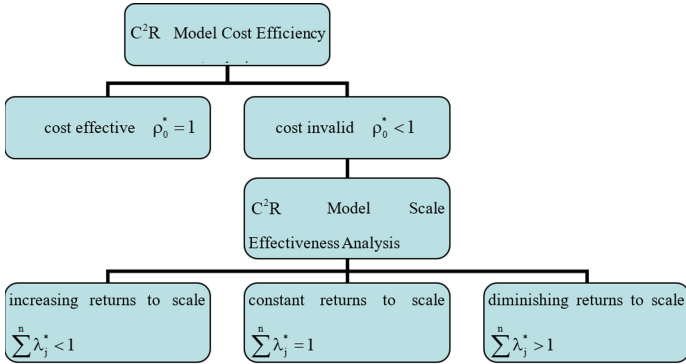 C²R Model Cost Efficiency
cost effective ρ₀* = 1
cost invalid ρ₀* < 1
C²R Model Scale
Effectiveness Analysis
increasing returns to scale
∑ⁿ λⱼ* < 1
constant returns to scale
∑ⁿ λⱼ* = 1
diminishing returns to scale
∑ⁿ λⱼ* > 1